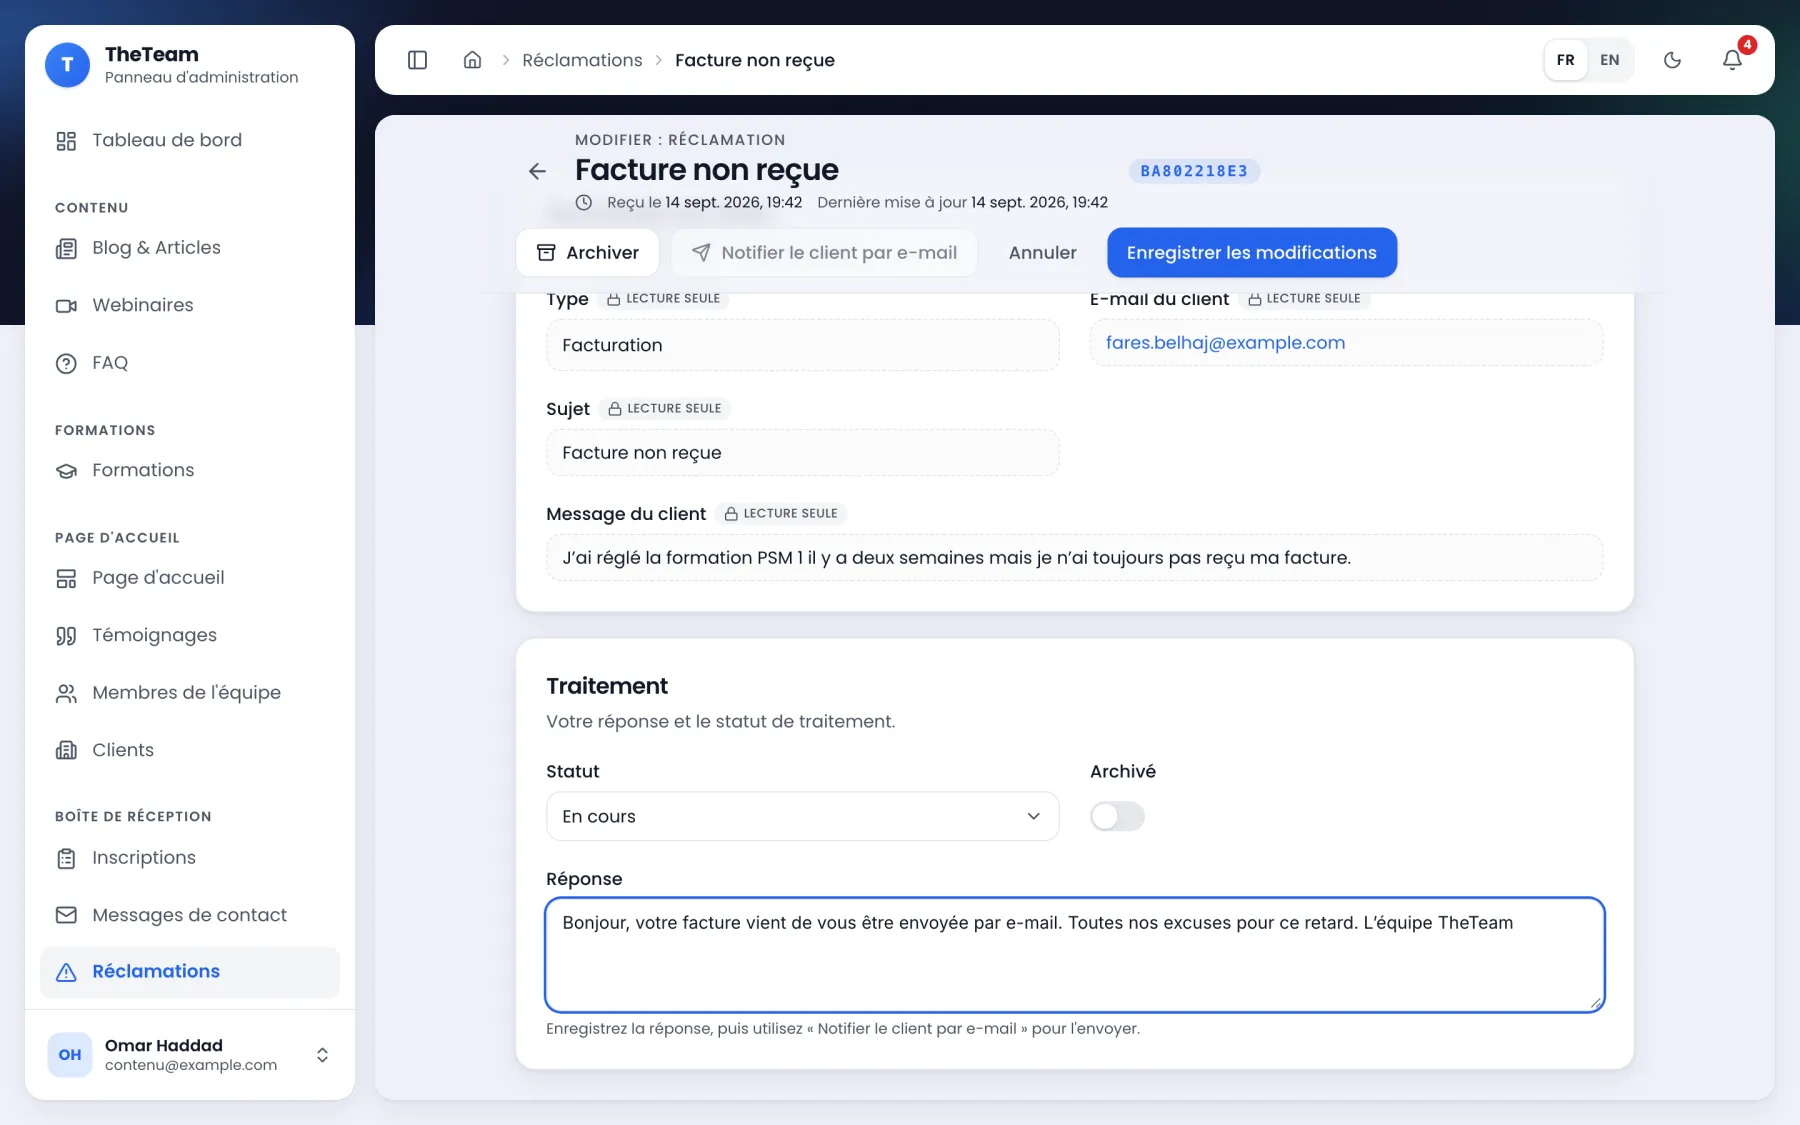 T
TheTeam
Panneau d'administration
Tableau de bord
CONTENU
Blog & Articles
Webinaires
FAQ
FORMATIONS
Formations
PAGE D'ACCUEIL
Page d'accueil
Témoignages
Membres de l'équipe
Clients
BOÎTE DE RÉCEPTION
Inscriptions
Messages de contact
Réclamations
OH
Omar Haddad
contenu@example.com
Réclamations
Facture non reçue
FR
EN
4
MODIFIER : RÉCLAMATION
Facture non reçue
BA802218E3
Reçu le 14 sept. 2026, 19:42 Dernière mise à jour 14 sept. 2026, 19:42
Archiver
Notifier le client par e-mail
Annuler
Enregistrer les modifications
Type LECTURE SEULE
Facturation
E-mail du client LECTURE SEULE
fares.belhaj@example.com
Sujet LECTURE SEULE
Facture non reçue
Message du client LECTURE SEULE
J’ai réglé la formation PSM 1 il y a deux semaines mais je n’ai toujours pas reçu ma facture.
Traitement
Votre réponse et le statut de traitement.
Statut
En cours
Archivé
Réponse
Bonjour, votre facture vient de vous être envoyée par e-mail. Toutes nos excuses pour ce retard. L’équipe TheTeam
Enregistrez la réponse, puis utilisez « Notifier le client par e-mail » pour l'envoyer.